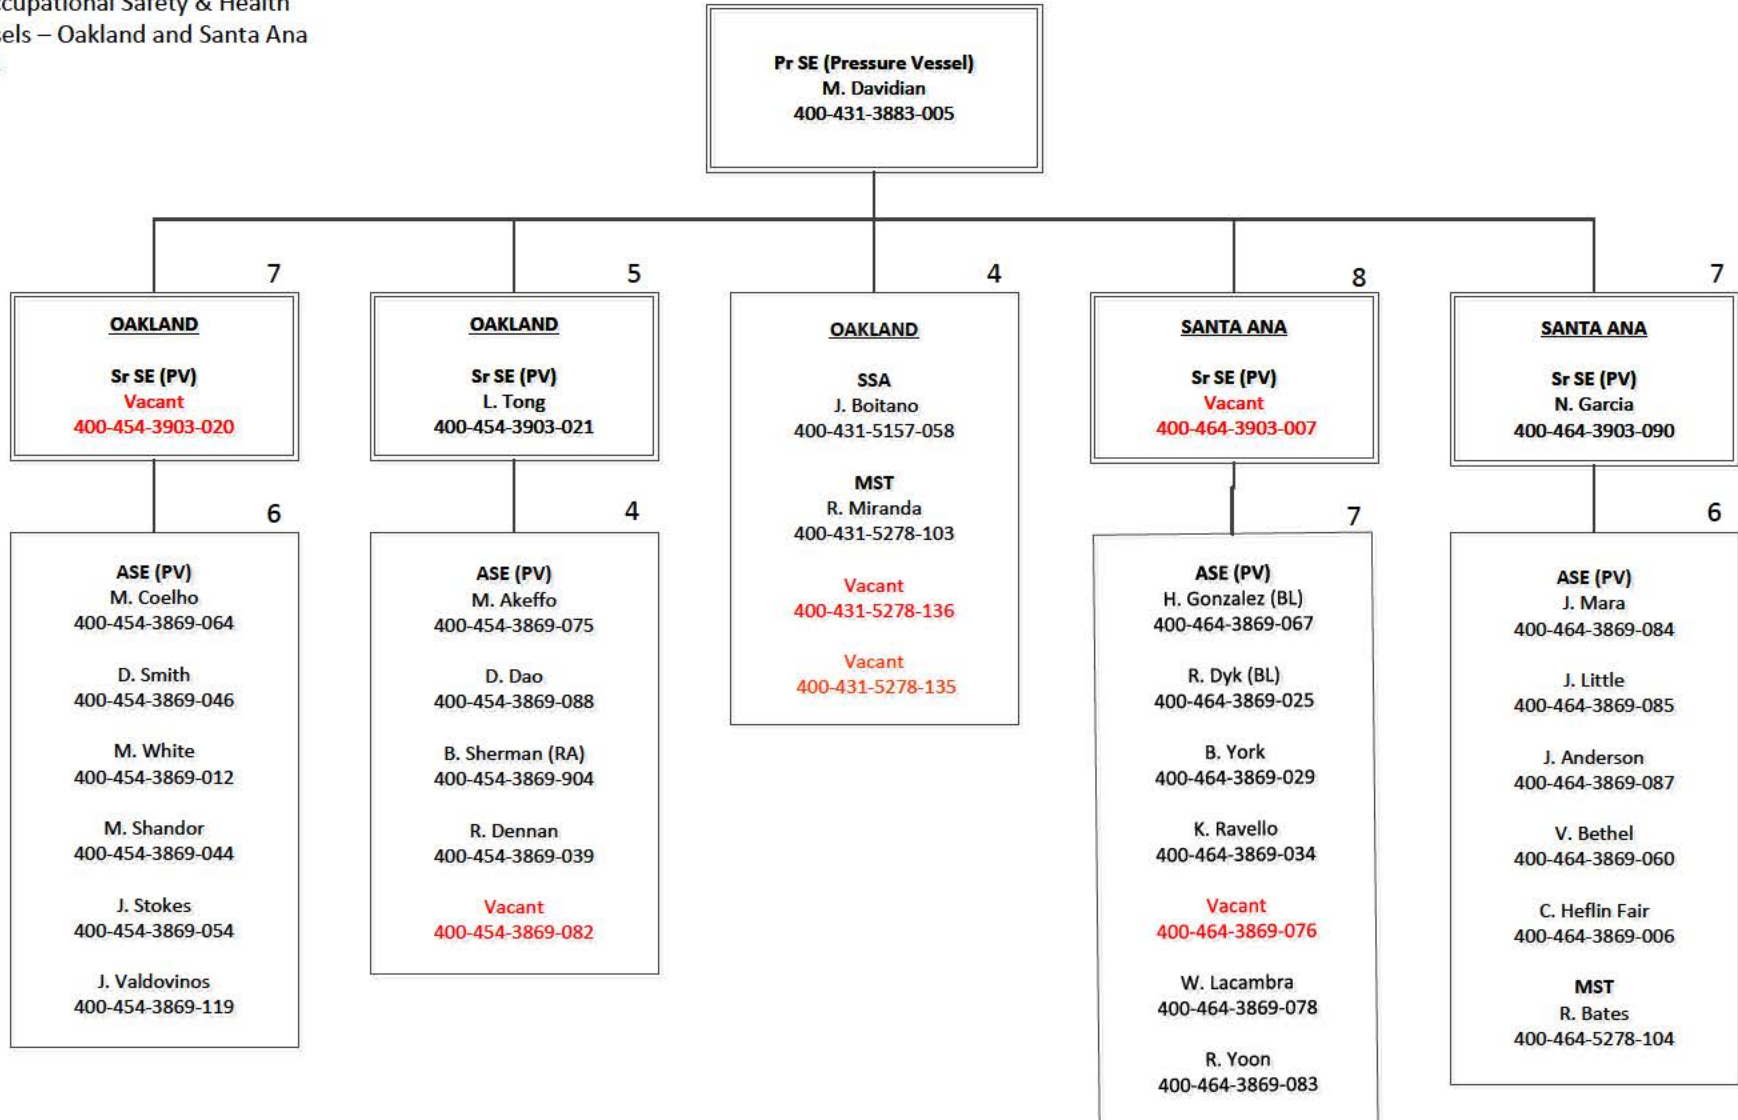 Safety & Health
– Oakland and Santa Ana
Pr SE (Pressure Vessel)
M. Davidian
400-431-3883-005
7
OAKLAND
Sr SE (PV)
Vacant
400-454-3903-020
6
ASE (PV)
M. Coelho
400-454-3869-064
D. Smith
400-454-3869-046
M. White
400-454-3869-012
M. Shandor
400-454-3869-044
J. Stokes
400-454-3869-054
J. Valdovinos
400-454-3869-119
5
OAKLAND
Sr SE (PV)
L. Tong
400-454-3903-021
4
ASE (PV)
M. Akeffo
400-454-3869-075
D. Dao
400-454-3869-088
B. Sherman (RA)
400-454-3869-904
R. Dennan
400-454-3869-039
Vacant
400-454-3869-082
4
OAKLAND
SSA
J. Boitano
400-431-5157-058
MST
R. Miranda
400-431-5278-103
Vacant
400-431-5278-136
Vacant
400-431-5278-135
8
SANTA ANA
Sr SE (PV)
Vacant
400-464-3903-007
7
ASE (PV)
H. Gonzalez (BL)
400-464-3869-067
R. Dyk (BL)
400-464-3869-025
B. York
400-464-3869-029
K. Ravello
400-464-3869-034
Vacant
400-464-3869-076
W. Lacambra
400-464-3869-078
R. Yoon
400-464-3869-083
7
SANTA ANA
Sr SE (PV)
N. Garcia
400-464-3903-090
6
ASE (PV)
J. Mara
400-464-3869-084
J. Little
400-464-3869-085
J. Anderson
400-464-3869-087
V. Bethel
400-464-3869-060
C. Heflin Fair
400-464-3869-006
MST
R. Bates
400-464-5278-104